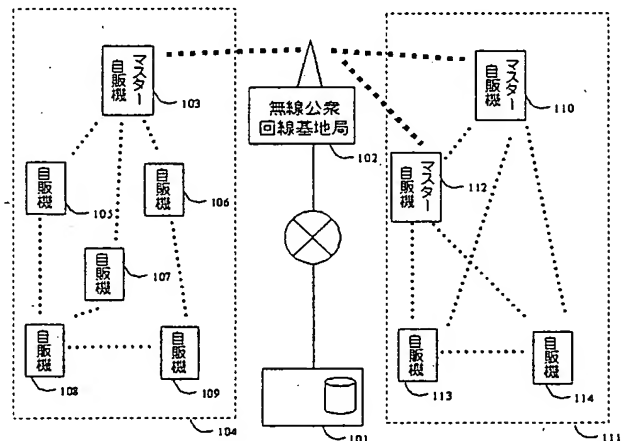 マスター
自販機
103
無線公衆
回線基地局
102
マスター
自販機
110
自販機
105
自販機
106
マスター
自販機
112
自販機
107
自販機
108
自販機
109
自販機
113
自販機
114
104
101
111